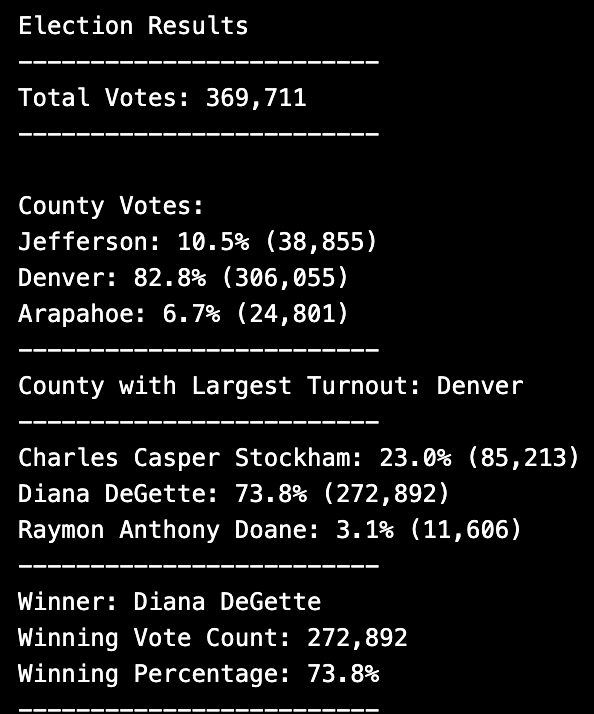 Election Results
-------------------------
Total Votes: 369,711
-------------------------

County Votes:
Jefferson: 10.5% (38,855)
Denver: 82.8% (306,055)
Arapahoe: 6.7% (24,801)
-------------------------
County with Largest Turnout: Denver
-------------------------
Charles Casper Stockham: 23.0% (85,213)
Diana DeGette: 73.8% (272,892)
Raymon Anthony Doane: 3.1% (11,606)
-------------------------
Winner: Diana DeGette
Winning Vote Count: 272,892
Winning Percentage: 73.8%
-------------------------